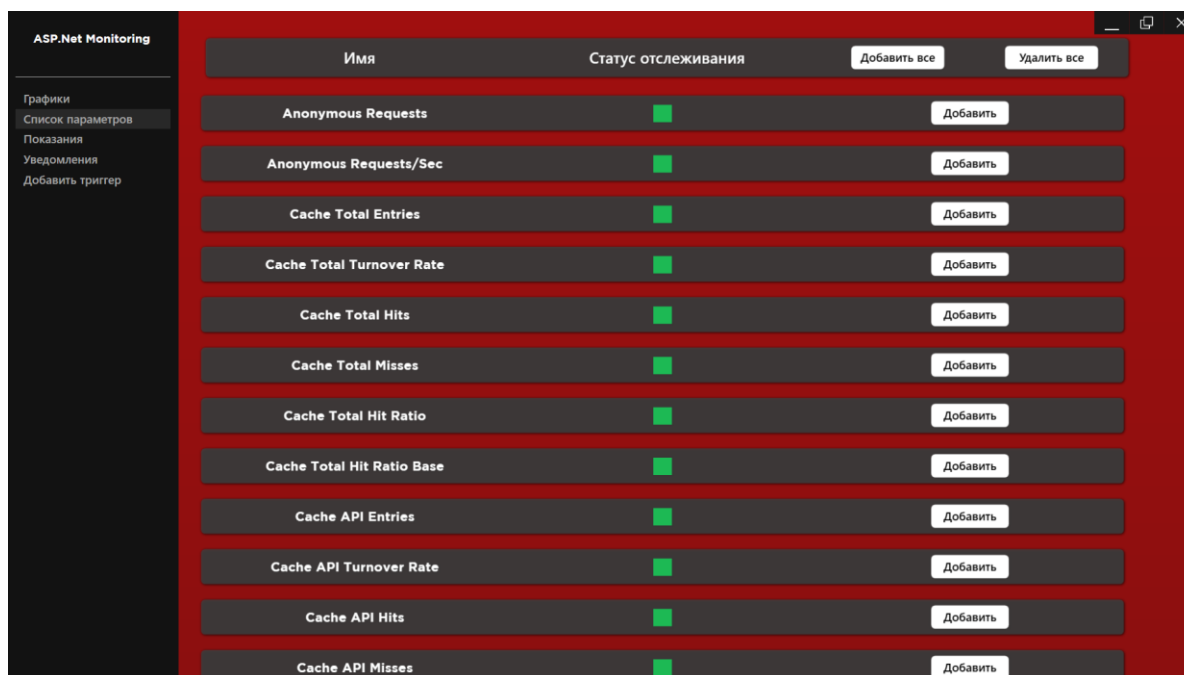 ASP.Net Monitoring
Графики
Список параметров
Показания
Уведомления
Добавить триггер
Имя Статус отслеживания Добавить все Удалить все
Anonymous Requests Добавить
Anonymous Requests/Sec Добавить
Cache Total Entries Добавить
Cache Total Turnover Rate Добавить
Cache Total Hits Добавить
Cache Total Misses Добавить
Cache Total Hit Ratio Добавить
Cache Total Hit Ratio Base Добавить
Cache API Entries Добавить
Cache API Turnover Rate Добавить
Cache API Hits Добавить
Cache API Misses Добавить